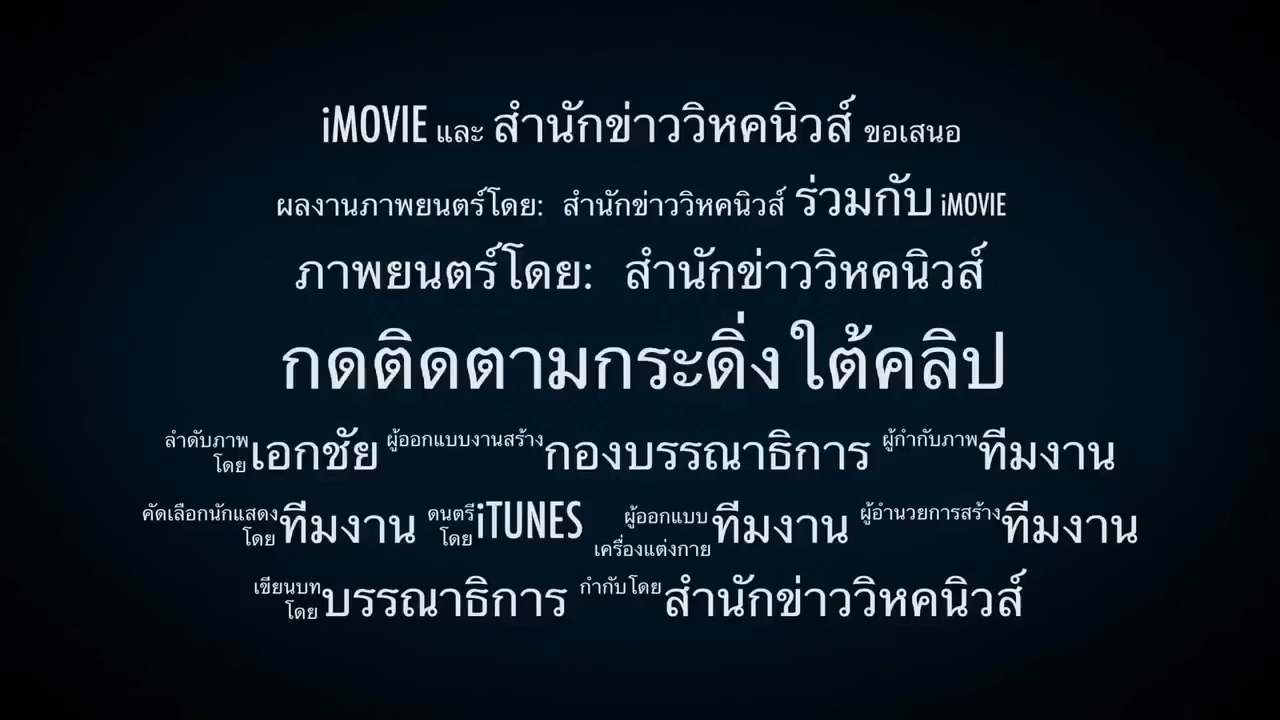 iMOVIE และ สำนักข่าววิหคนิวส์ ขอเสนอ
ผลงานภาพยนตร์โดย: สำนักข่าววิหคนิวส์ ร่วมกับ iMOVIE
ภาพยนตร์โดย: สำนักข่าววิหคนิวส์
กดติดตามกระดิ่ง ใต้คลิป
ลำดับภาพโดย เอกชัย ผู้ออกแบบงานสร้าง กองบรรณาธิการ ผู้กำกับภาพ ทีมงาน
คัดเลือกนักแสดงโดย ทีมงาน ดนตรีโดย iTUNES ผู้ออกแบบเครื่องแต่งกาย ทีมงาน ผู้อำนวยการสร้าง ทีมงาน
เขียนบทโดย บรรณาธิการ กำกับโดย สำนักข่าววิหคนิวส์